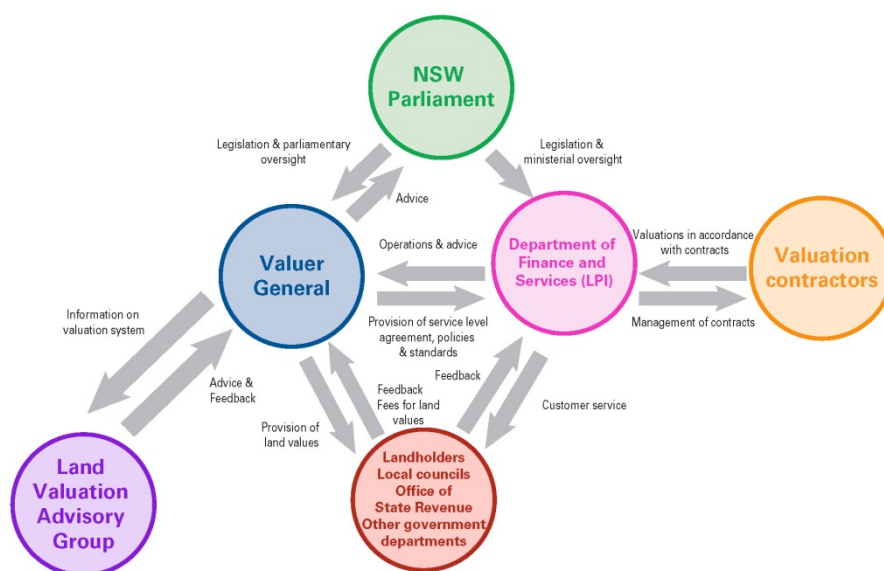 NSW
Parliament
Legislation & parliamentary
oversight
Legislation &
ministerial oversight
Advice
Valuer
General
Operations & advice
Department of
Finance and
Services (LPI)
Valuations in accordance
with contracts
Valuation
contractors
Provision of service level
agreement, policies
& standards
Management of contracts
Information on
valuation system
Advice &
Feedback
Provision of
land values
Feedback
Fees for land
values
Feedback
Customer service
Land
Valuation
Advisory
Group
Landholders
Local councils
Office of
State Revenue
Other government
departments